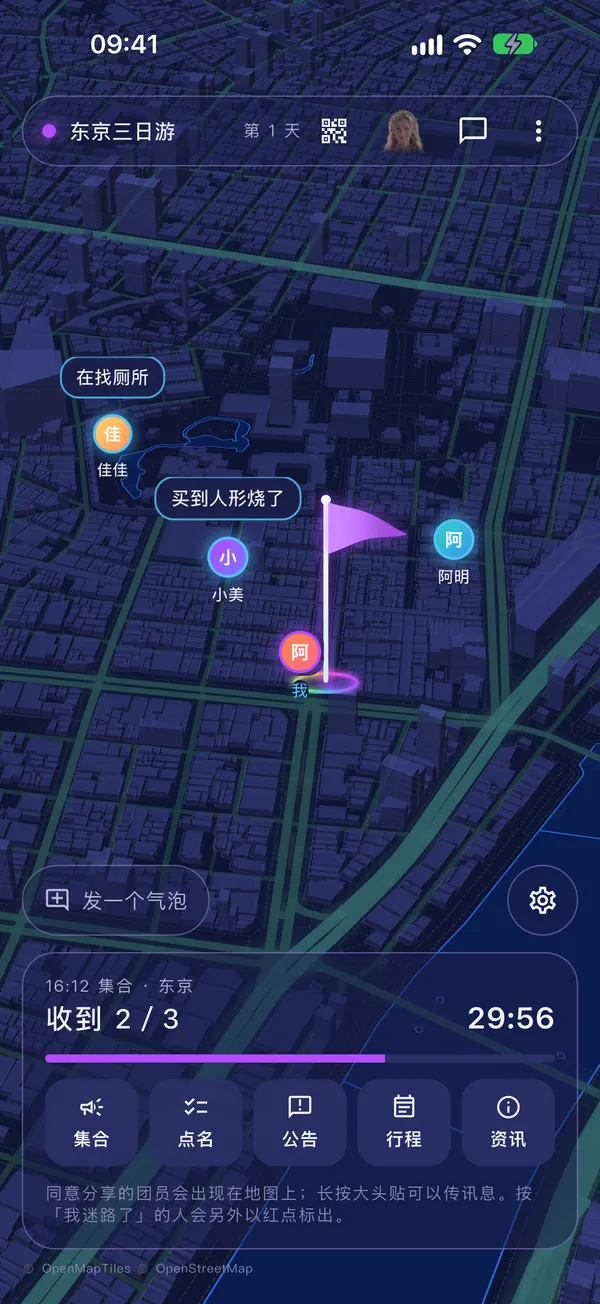 09:41
东京三日游 第 1 天
在找厕所
佳
佳佳
买到人形烧了
小
小美
阿
阿明
阿
我
发一个气泡
16:12 集合 · 东京
收到 2 / 3 29:56
集合 点名 公告 行程 资讯
同意分享的团员会出现在地图上；长按大头贴可以传讯息。按
「我迷路了」的人会另外以红点标出。
© OpenMapTiles © OpenStreetMap